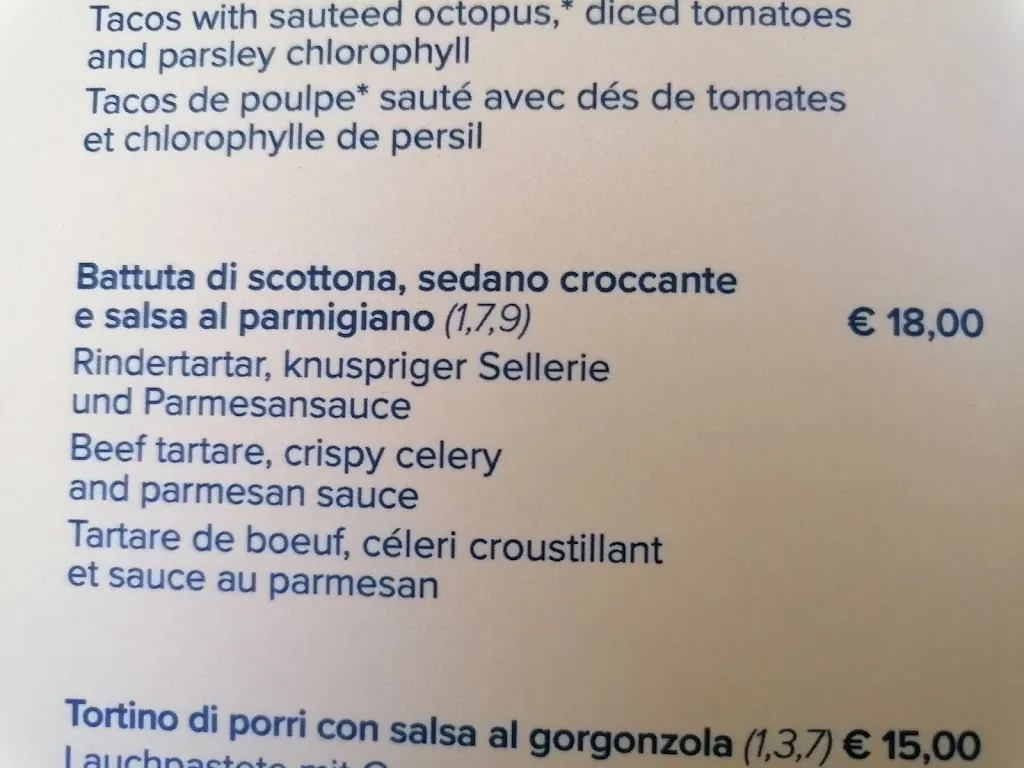 Tacos with sauteed octopus,* diced tomatoes
and parsley chlorophyll
Tacos de poulpe* sauté avec dés de tomates
et chlorophylle de persil
Battuta di scottona, sedano croccante
e salsa al parmigiano (1,7,9) € 18,00
Rindertartar, knuspriger Sellerie
und Parmesansauce
Beef tartare, crispy celery
and parmesan sauce
Tartare de boeuf, céleri croustillant
et sauce au parmesan
Tortino di porri con salsa al gorgonzola (1,3,7) € 15,00
Lauchpastete mit